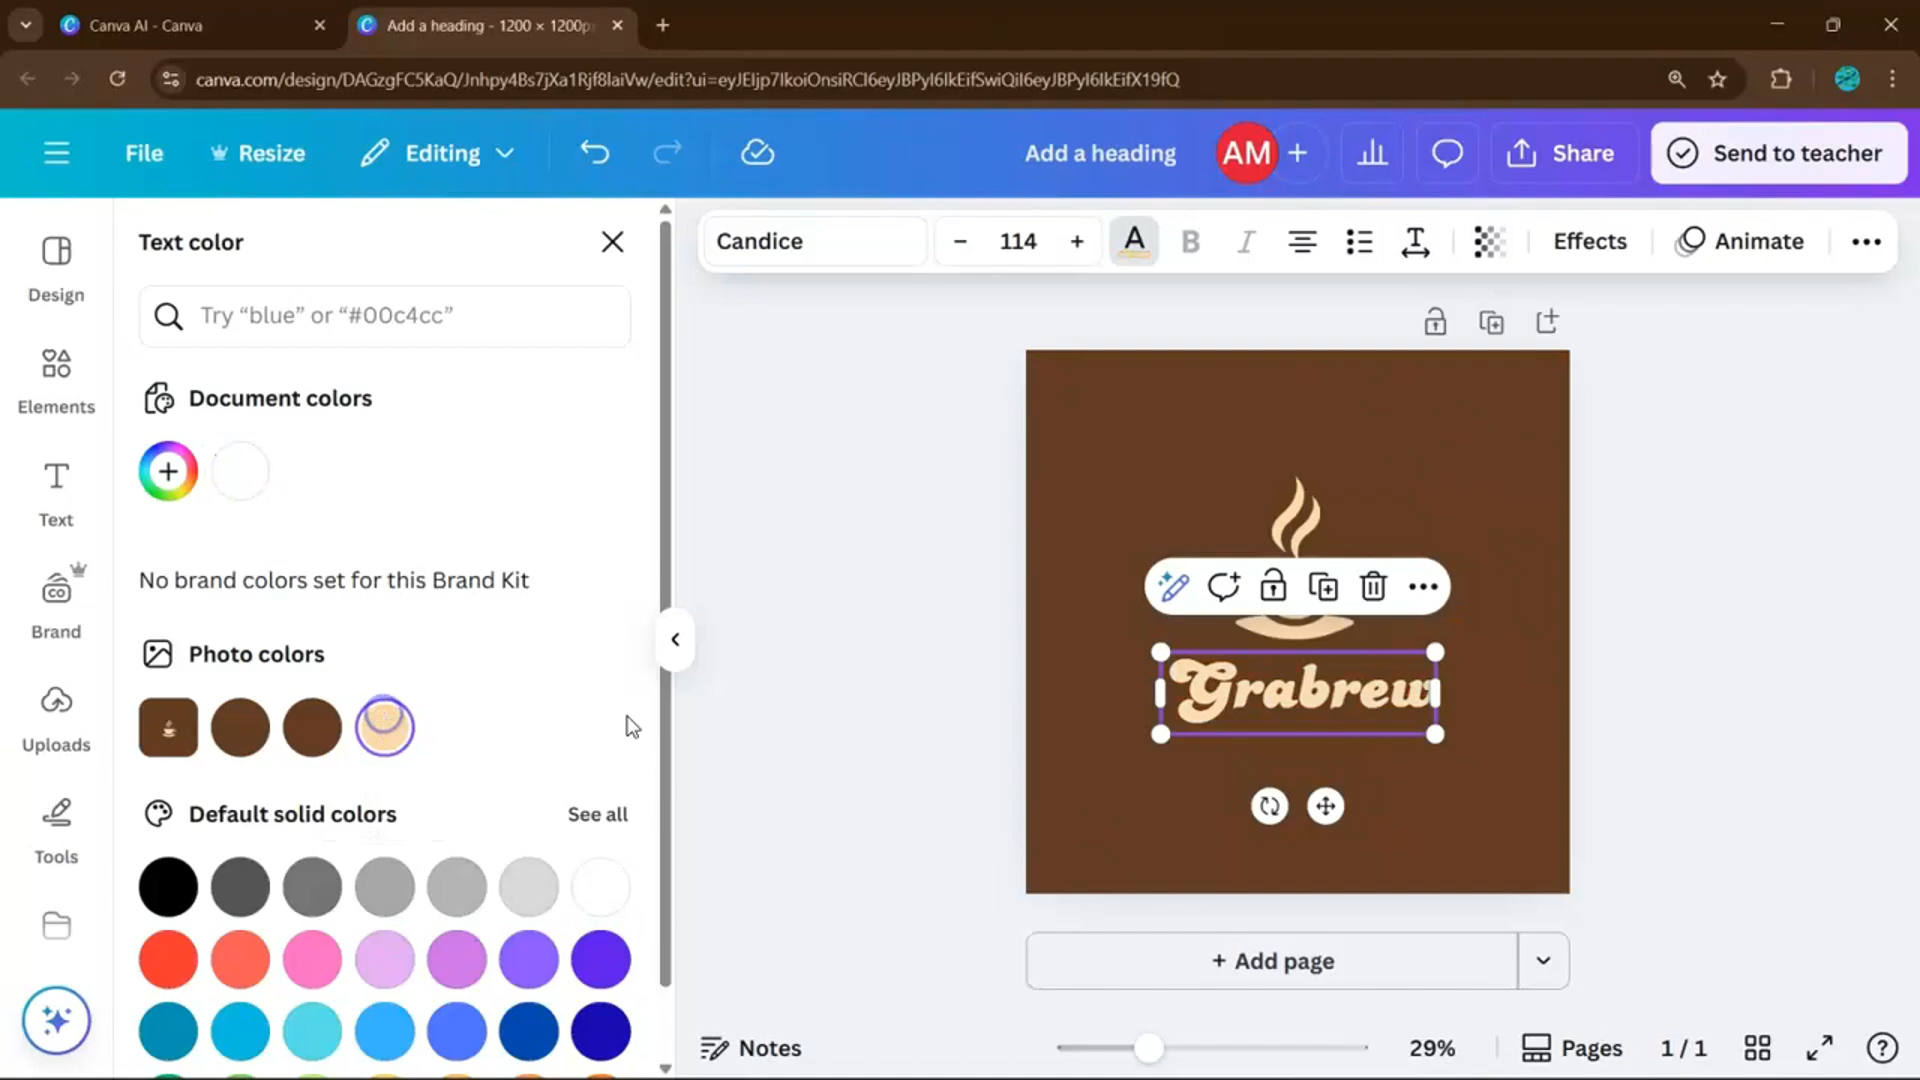 Canva AI - Canva
Add a heading - 1200 × 1200p
canva.com/design/DAGzgFC5KaQ/Jnhpy4Bs7jXa1Rjf8laiVw/edit?ui=eyJEIjp7IkoiOnsiRCI6eyJBPyI6IkEifSwiQiI6eyJBPyI6IkEifX19fQ
File
Resize
Editing
Add a heading
AM
Share
Send to teacher
Design
Elements
Text
Brand
CO
Uploads
Tools
Text color
Try “blue” or “#00c4cc”
Document colors
No brand colors set for this Brand Kit
Photo colors
Default solid colors
See all
Candice
114
A
B
I
Effects
Animate
Grabrew
+ Add page
Notes
29%
Pages
1 / 1